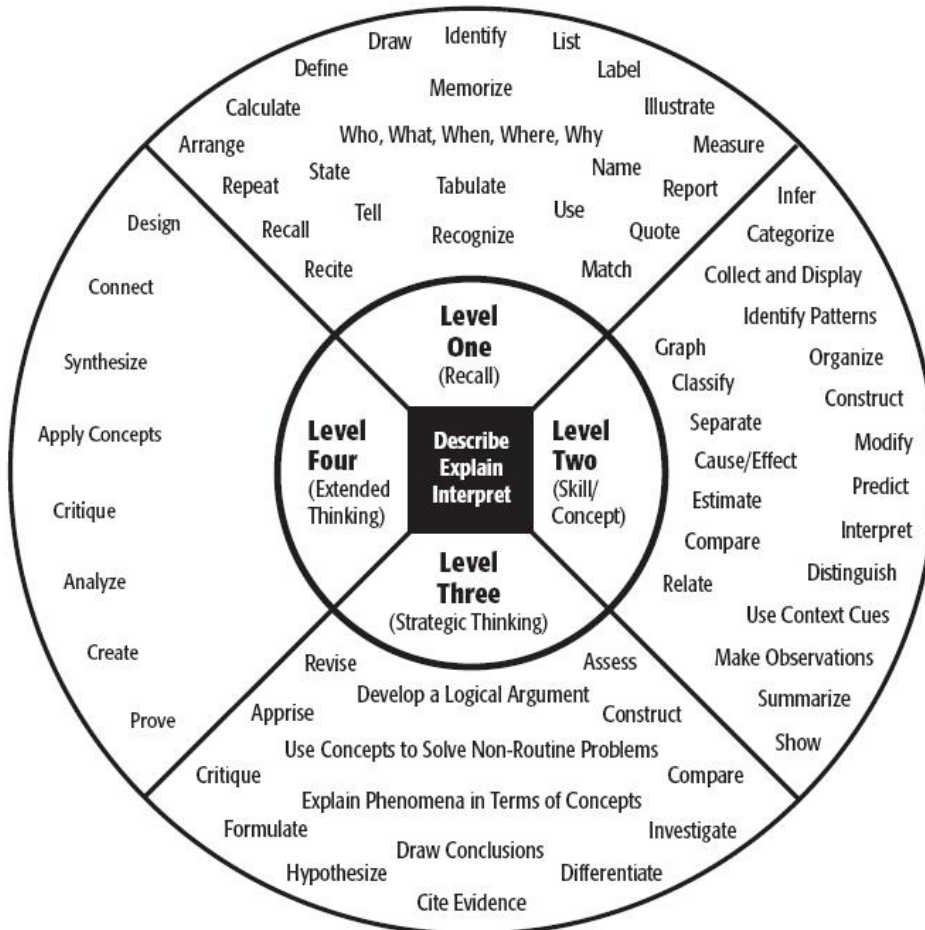 Draw
Identify
List
Define
Label
Memorize
Calculate
Illustrate
Who, What, When, Where, Why
Arrange
Measure
State
Name
Repeat
Tabulate
Report
Tell
Use
Recall
Recognize
Quote
Recite
Match
Level
One
(Recall)
Infer
Categorize
Collect and Display
Identify Patterns
Graph
Organize
Classify
Construct
Separate
Modify
Cause/Effect
Predict
Estimate
Interpret
Compare
Distinguish
Relate
Use Context Cues
Make Observations
Summarize
Show
Level
Two
(Skill/
Concept)
Describe
Explain
Interpret
Level
Three
(Strategic Thinking)
Revise
Assess
Develop a Logical Argument
Apprise
Construct
Use Concepts to Solve Non-Routine Problems
Critique
Compare
Explain Phenomena in Terms of Concepts
Formulate
Investigate
Draw Conclusions
Hypothesize
Differentiate
Cite Evidence
Level
Four
(Extended
Thinking)
Design
Connect
Synthesize
Apply Concepts
Critique
Analyze
Create
Prove